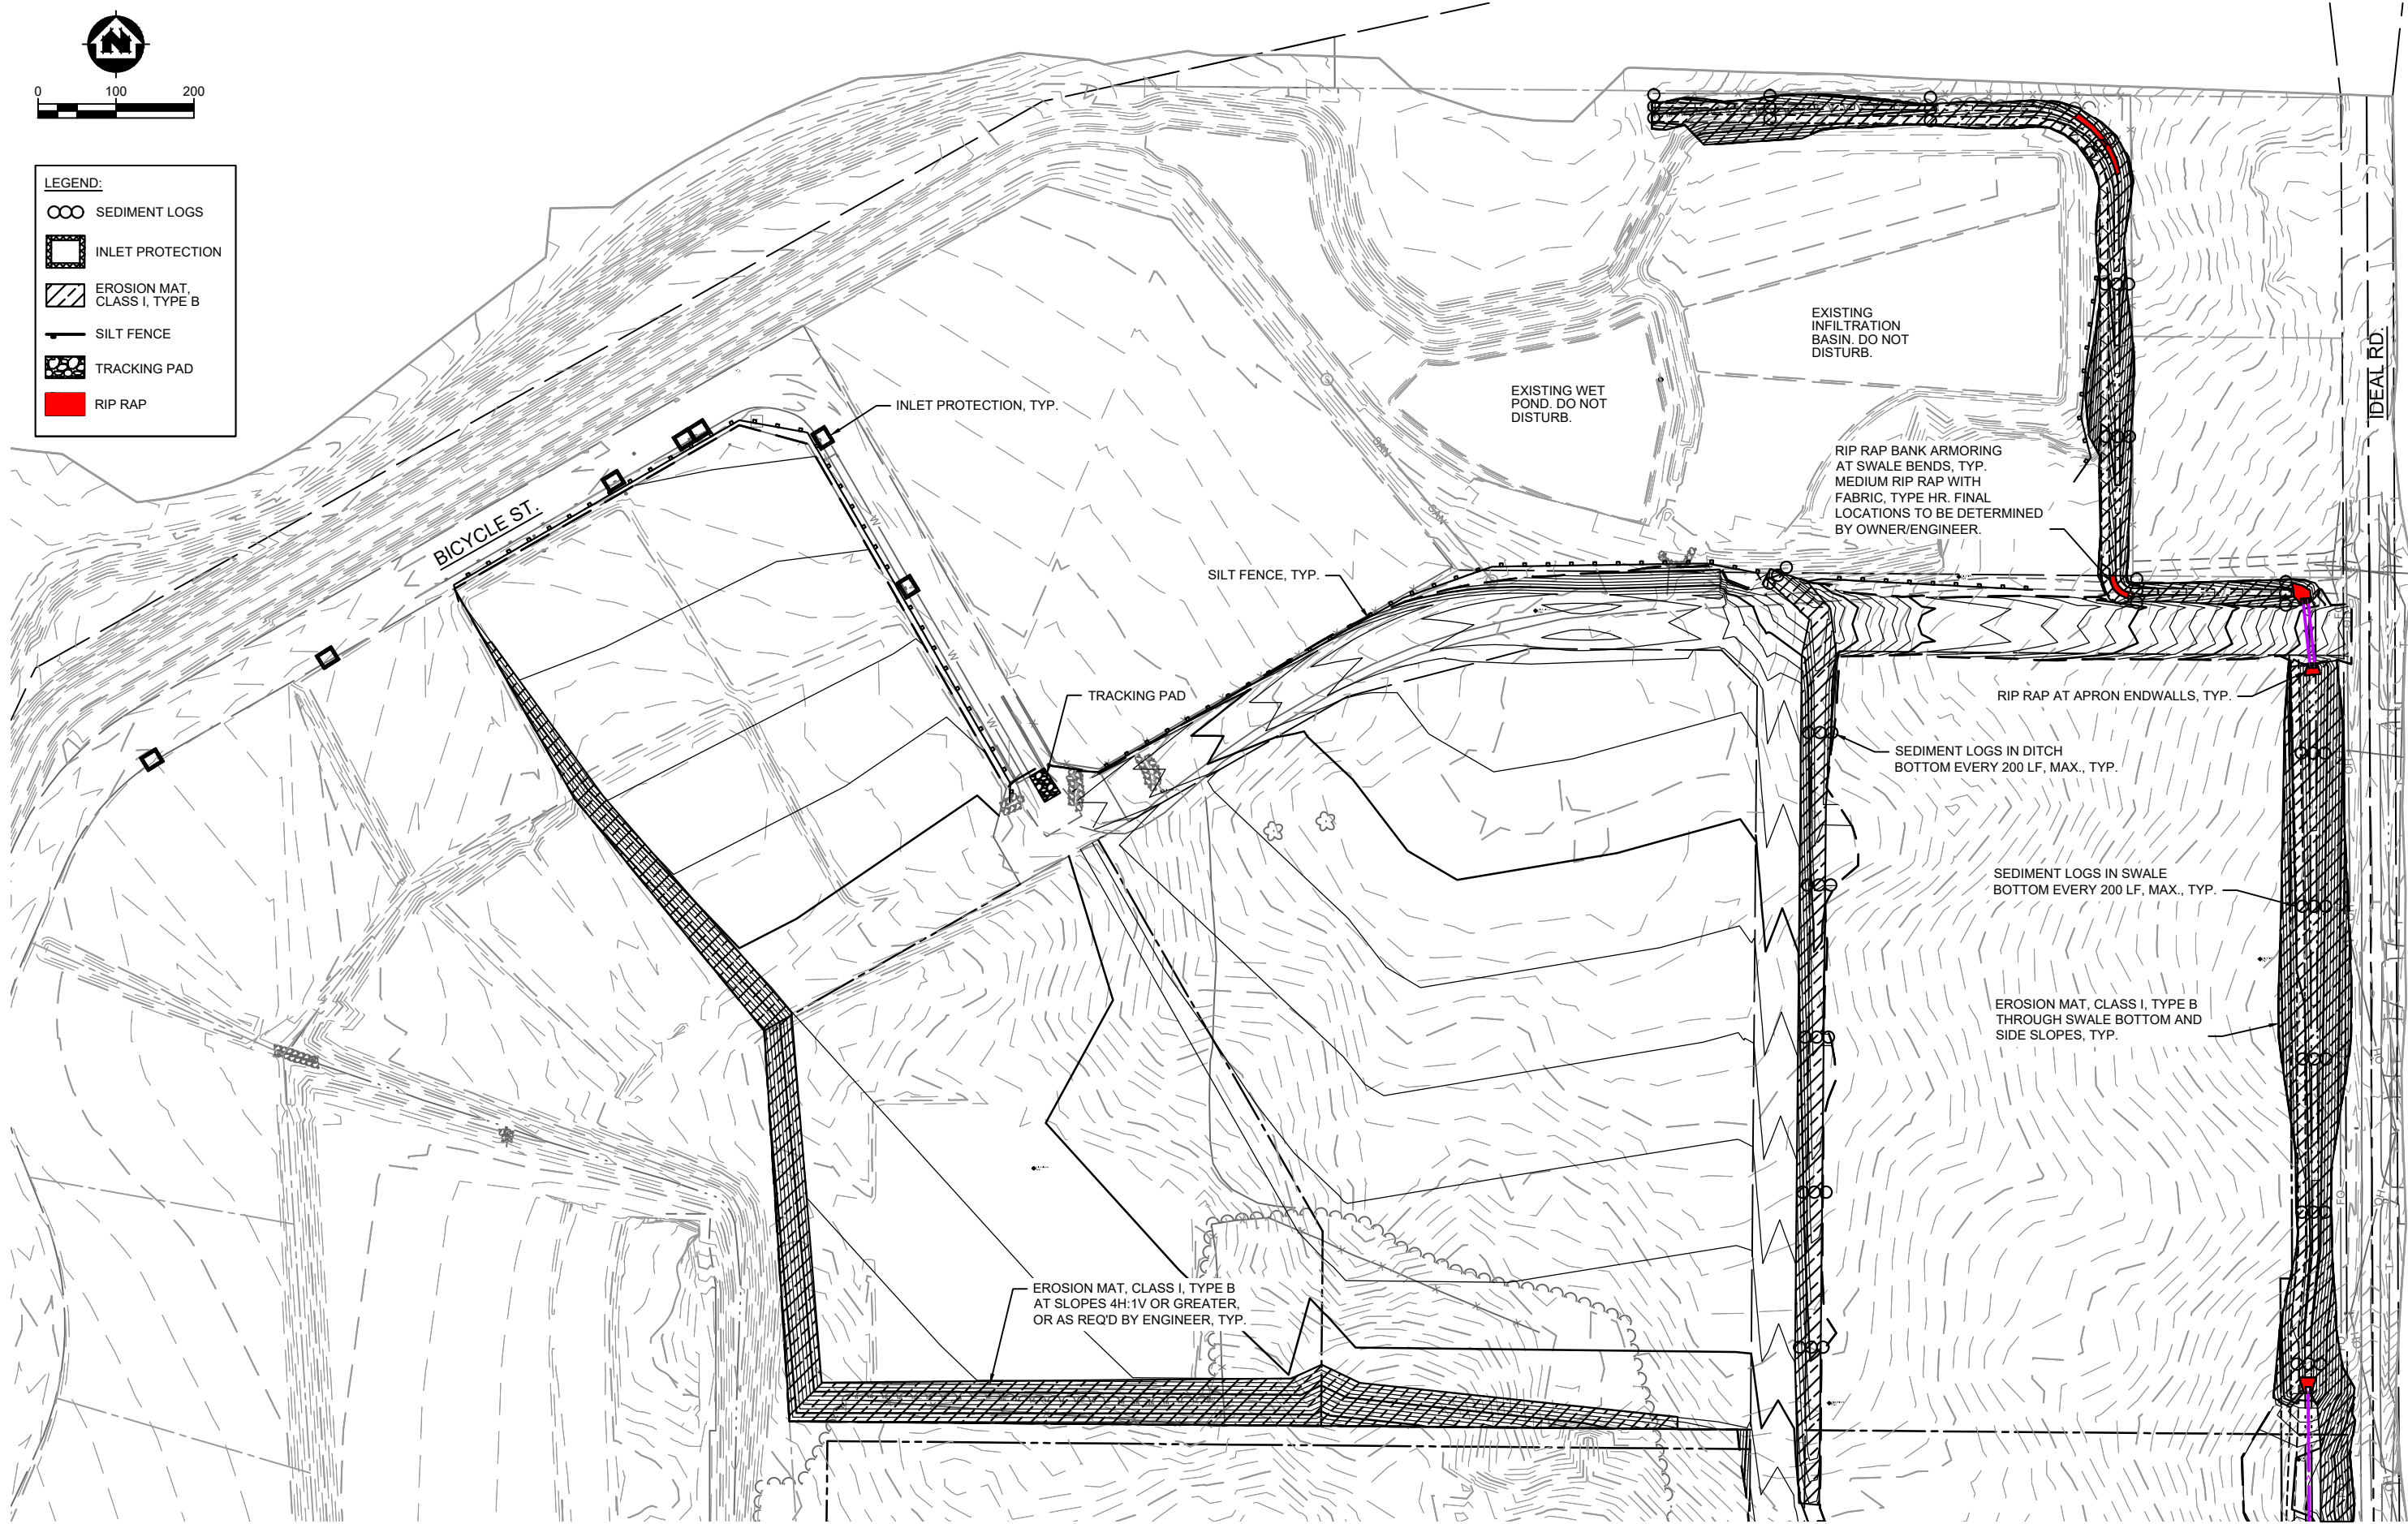 N
0 100 200
LEGEND:
SEDIMENT LOGS
INLET PROTECTION
EROSION MAT,
CLASS I, TYPE B
SILT FENCE
TRACKING PAD
RIP RAP
BICYCLE ST.
INLET PROTECTION, TYP.
TRACKING PAD
SILT FENCE, TYP.
EXISTING WET
POND. DO NOT
DISTURB.
EXISTING
INFILTRATION
BASIN. DO NOT
DISTURB.
RIP RAP BANK ARMORING
AT SWALE BENDS, TYP.
MEDIUM RIP RAP WITH
FABRIC, TYPE HR. FINAL
LOCATIONS TO BE DETERMINED
BY OWNER/ENGINEER.
IDEAL RD.
RIP RAP AT APRON ENDWALLS, TYP.
SEDIMENT LOGS IN DITCH
BOTTOM EVERY 200 LF, MAX., TYP.
SEDIMENT LOGS IN SWALE
BOTTOM EVERY 200 LF, MAX., TYP.
EROSION MAT, CLASS I, TYPE B
THROUGH SWALE BOTTOM AND
SIDE SLOPES, TYP.
EROSION MAT, CLASS I, TYPE B
AT SLOPES 4H:1V OR GREATER,
OR AS REQ'D BY ENGINEER, TYP.
SAN
SAN
W
W
W
W
FO
OH
OH